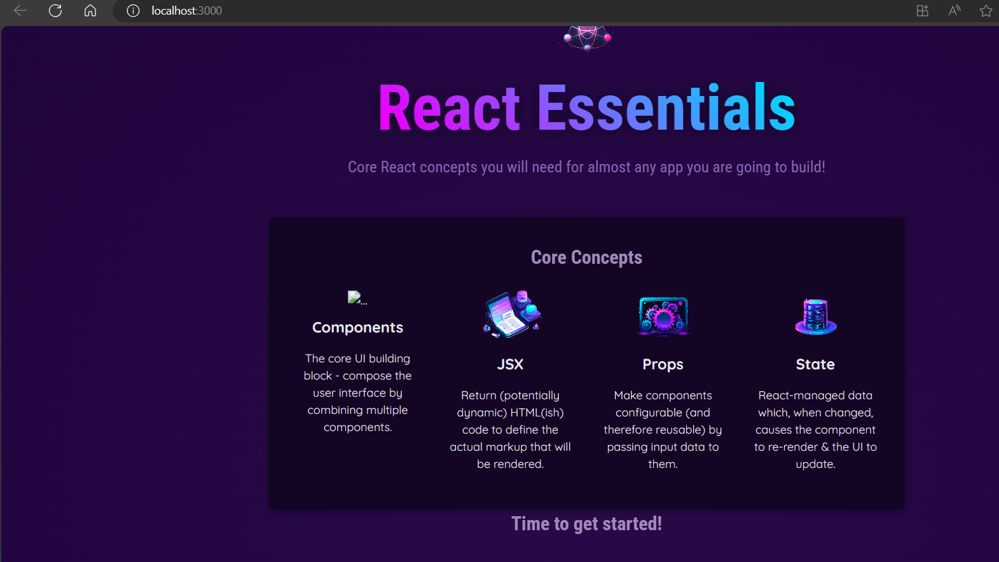 localhost:3000
React Essentials
Core React concepts you will need for almost any app you are going to build!
Core Concepts
...
Components
The core UI building
block - compose the
user interface by
combining multiple
components.
JSX
Return (potentially
dynamic) HTML(ish)
code to define the
actual markup that will
be rendered.
Props
Make components
configurable (and
therefore reusable) by
passing input data to
them.
State
React-managed data
which, when changed,
causes the component
to re-render & the UI to
update.
Time to get started!